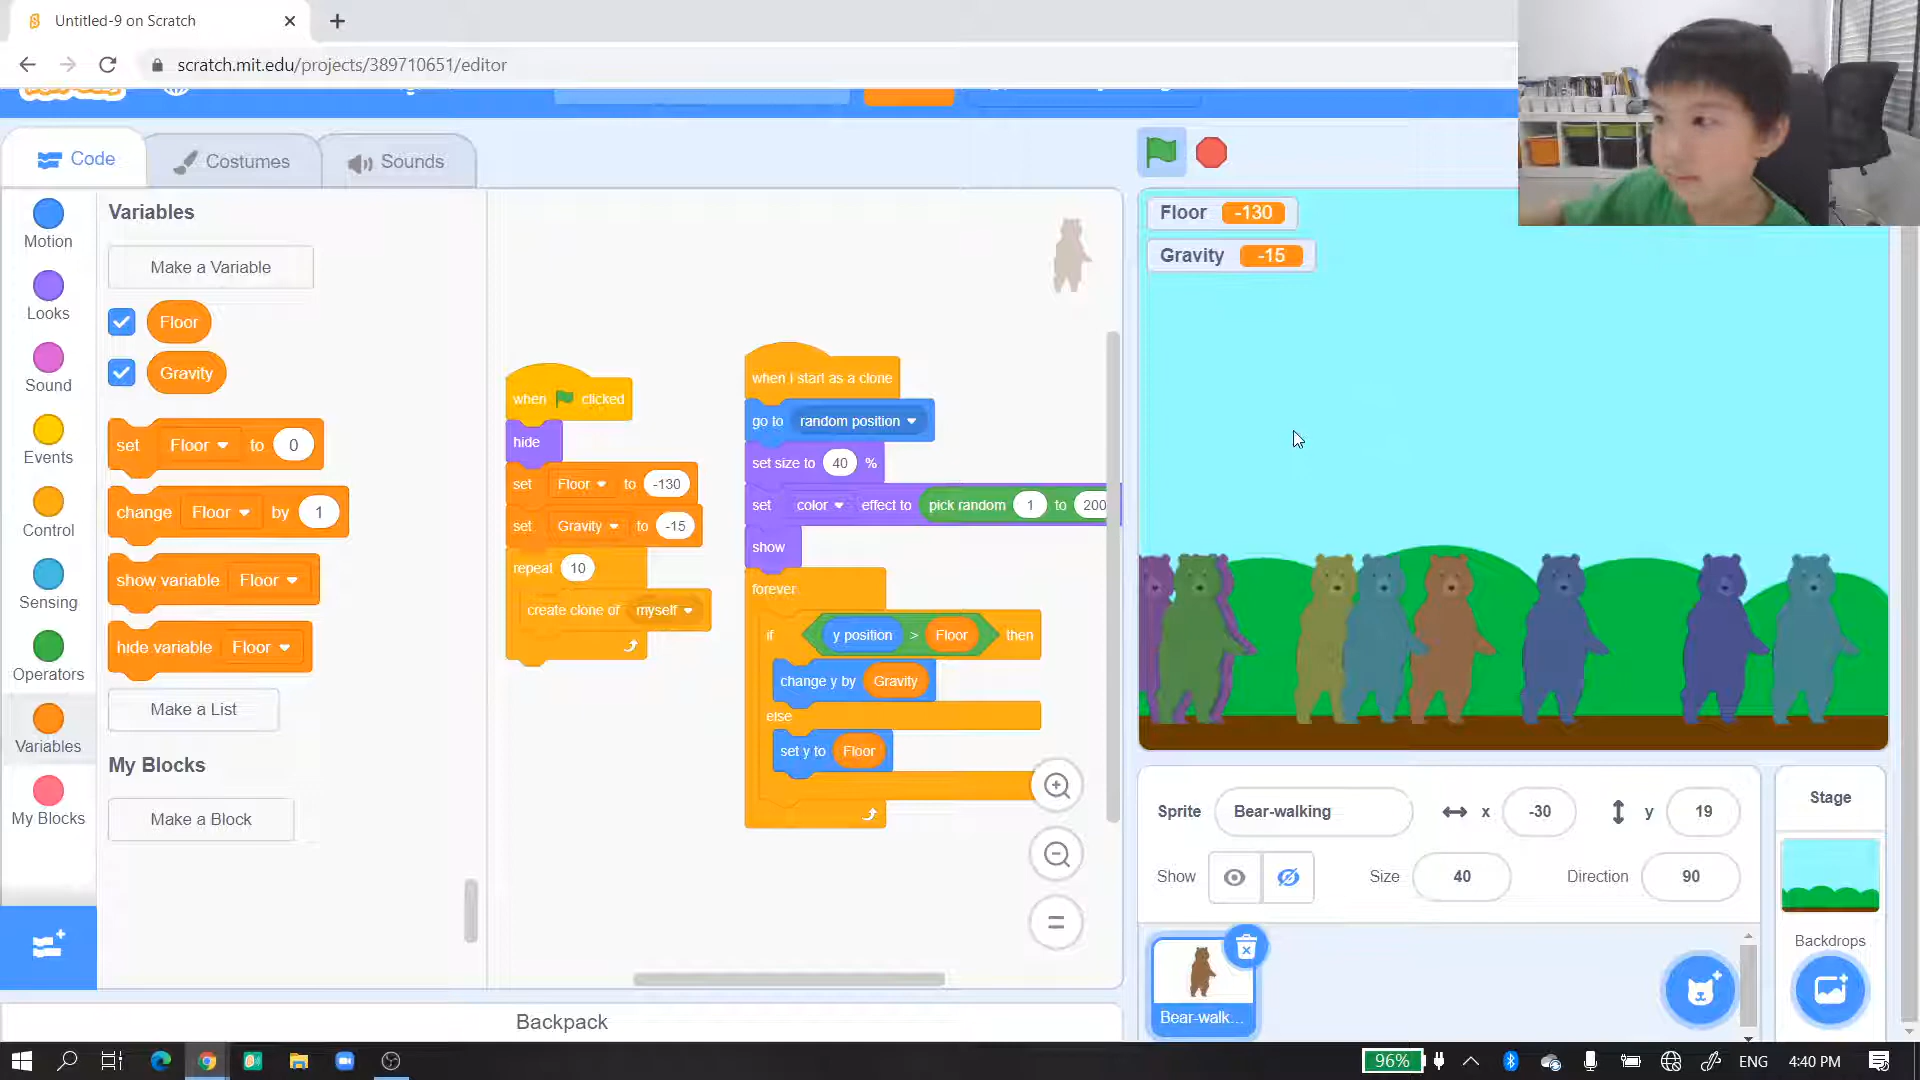 Untitled-9 on Scratch
scratch.mit.edu/projects/389710651/editor
Code
Costumes
Sounds
Motion
Looks
Sound
Events
Control
Sensing
Operators
Variables
My Blocks
Variables
Make a Variable
Floor
Gravity
set Floor to 0
change Floor by 1
show variable Floor
hide variable Floor
Make a List
My Blocks
Make a Block
when clicked
hide
set Floor to -130
set Gravity to -15
repeat 10
create clone of myself
when I start as a clone
go to random position
set size to 40 %
set color effect to pick random 1 to 200
show
forever
if y position > Floor then
change y by Gravity
else
set y to Floor
Backpack
Floor -130
Gravity -15
Sprite Bear-walking x -30 y 19
Show Size 40 Direction 90
Bear-walk...
Stage
Backdrops
96% ENG 4:40 PM